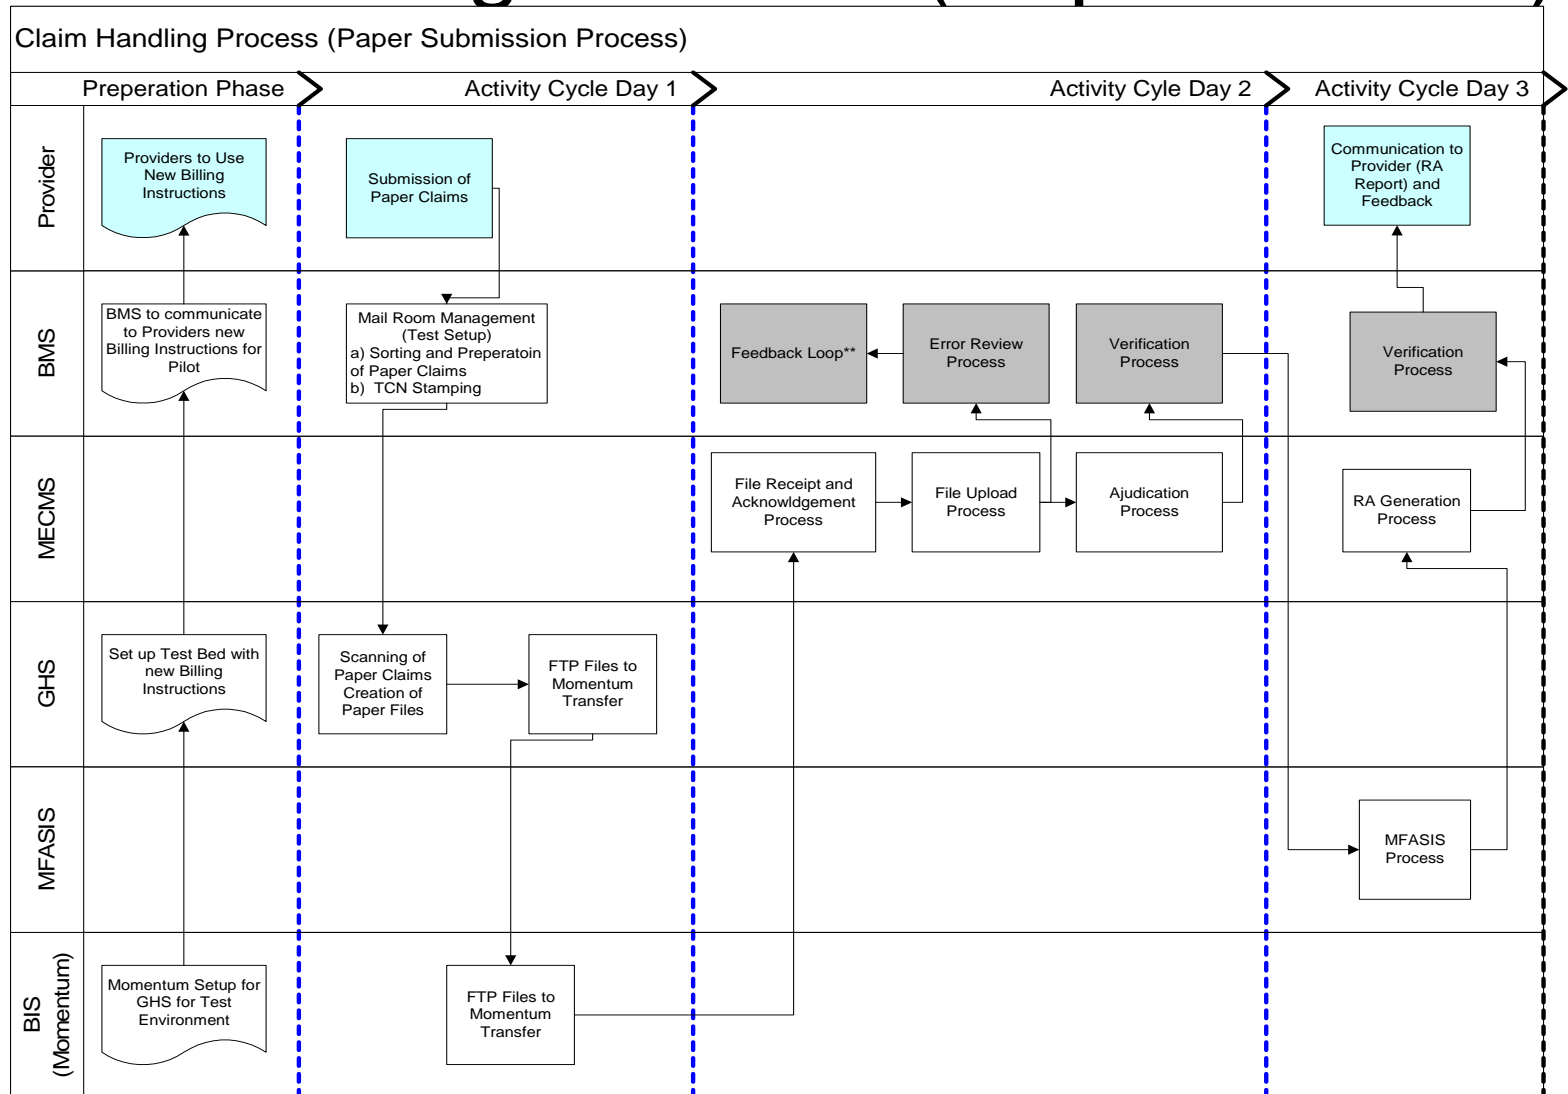 Claim Handling Process (Paper Submission Process)
Preperation Phase
Activity Cycle Day 1
Activity Cyle Day 2
Activity Cycle Day 3
Provider
Providers to Use
New Billing
Instructions
Submission of
Paper Claims
Communication to
Provider (RA
Report) and
Feedback
BMS
BMS to communicate
to Providers new
Billing Instructions for
Pilot
Mail Room Management
(Test Setup)
a) Sorting and Preperatoin
of Paper Claims
b) TCN Stamping
Feedback Loop**
Error Review
Process
Verification
Process
Verification
Process
MECMS
File Receipt and
Acknowldgement
Process
File Upload
Process
Ajudication
Process
RA Generation
Process
GHS
Set up Test Bed with
new Billing
Instructions
Scanning of
Paper Claims
Creation of
Paper Files
FTP Files to
Momentum
Transfer
MFASIS
MFASIS
Process
BIS
(Momentum)
Momentum Setup for
GHS for Test
Environment
FTP Files to
Momentum
Transfer